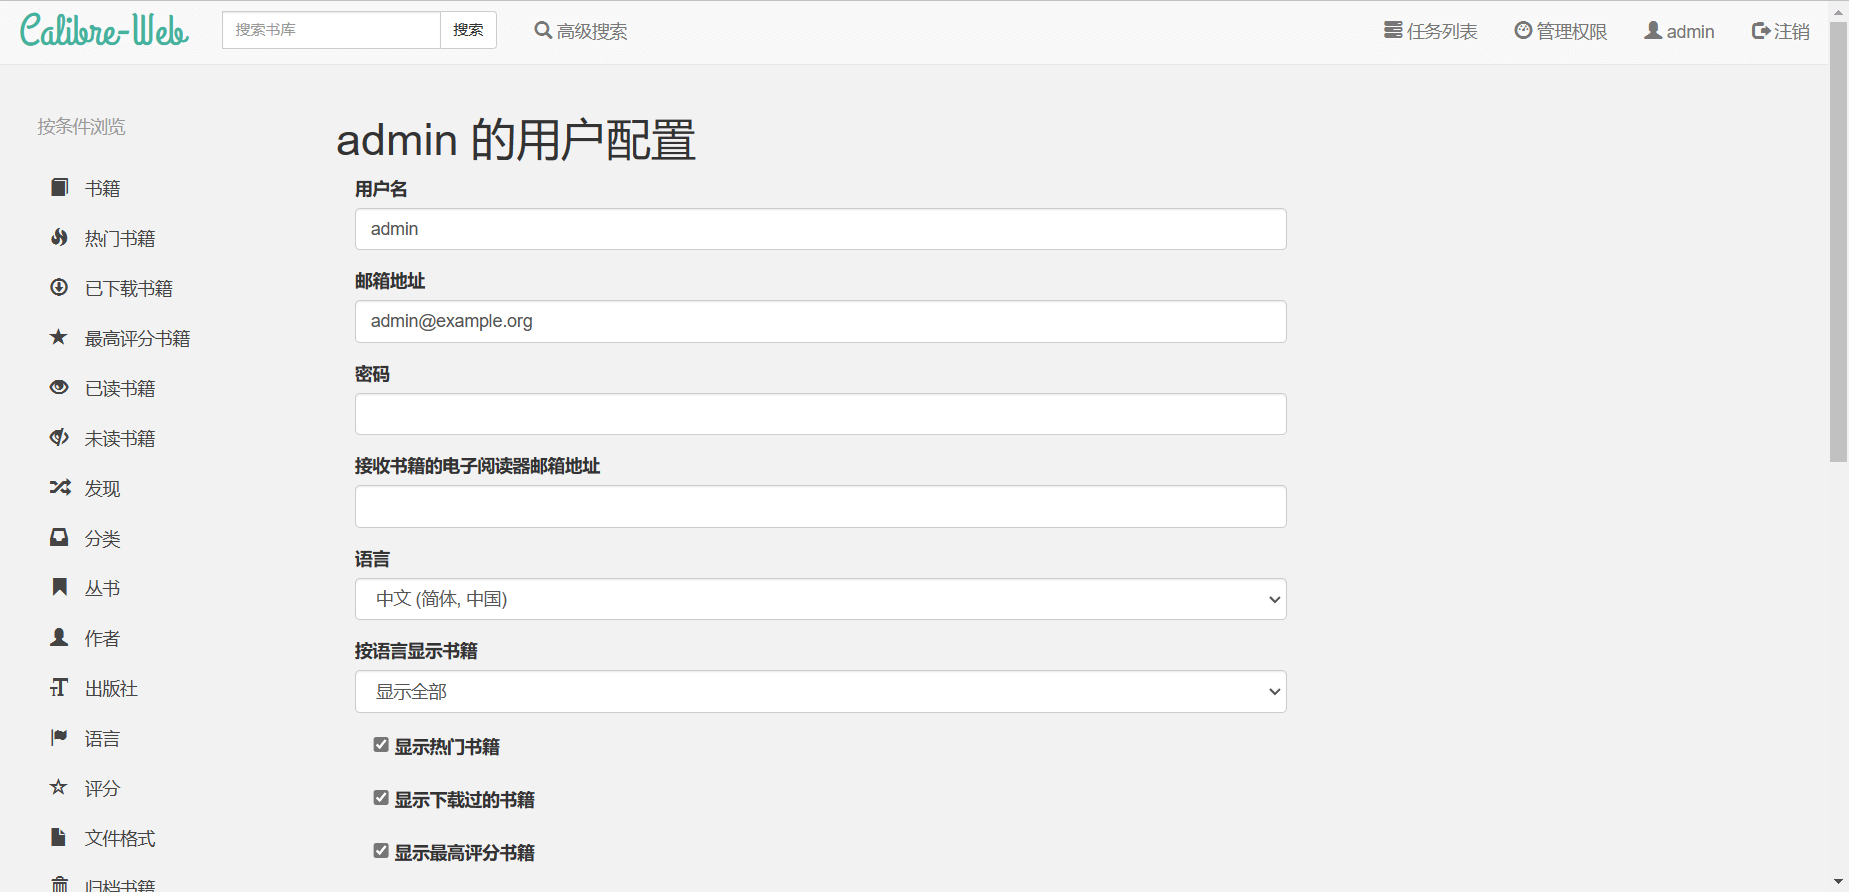 Calibre-Web 搜索书库 搜索 高级搜索 任务列表 管理权限 admin 注销
按条件浏览
书籍
热门书籍
已下载书籍
最高评分书籍
已读书籍
未读书籍
发现
分类
丛书
作者
出版社
语言
评分
文件格式
归档书籍
admin 的用户配置
用户名
admin
邮箱地址
admin@example.org
密码
接收书籍的电子阅读器邮箱地址
语言
中文 (简体, 中国)
按语言显示书籍
显示全部
显示热门书籍
显示下载过的书籍
显示最高评分书籍